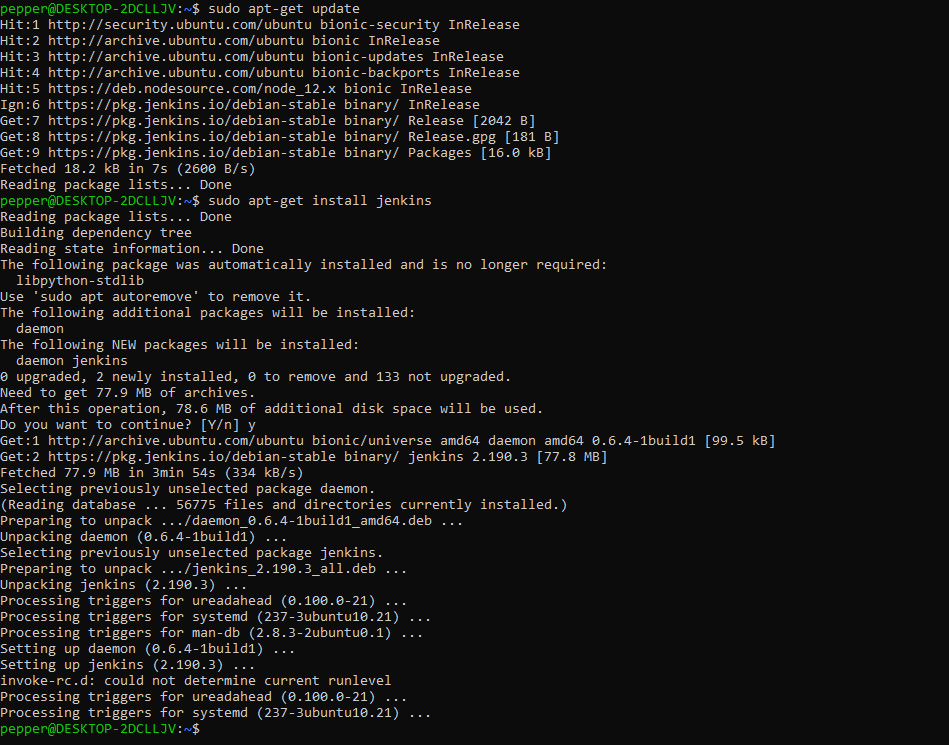 pepper@DESKTOP-2DCLLJV:~$ sudo apt-get update
Hit:1 http://security.ubuntu.com/ubuntu bionic-security InRelease
Hit:2 http://archive.ubuntu.com/ubuntu bionic InRelease
Hit:3 http://archive.ubuntu.com/ubuntu bionic-updates InRelease
Hit:4 http://archive.ubuntu.com/ubuntu bionic-backports InRelease
Hit:5 https://deb.nodesource.com/node_12.x bionic InRelease
Ign:6 https://pkg.jenkins.io/debian-stable binary/ InRelease
Get:7 https://pkg.jenkins.io/debian-stable binary/ Release [2042 B]
Get:8 https://pkg.jenkins.io/debian-stable binary/ Release.gpg [181 B]
Get:9 https://pkg.jenkins.io/debian-stable binary/ Packages [16.0 kB]
Fetched 18.2 kB in 7s (2600 B/s)
Reading package lists... Done
pepper@DESKTOP-2DCLLJV:~$ sudo apt-get install jenkins
Reading package lists... Done
Building dependency tree
Reading state information... Done
The following package was automatically installed and is no longer required:
  libpython-stdlib
Use 'sudo apt autoremove' to remove it.
The following additional packages will be installed:
  daemon
The following NEW packages will be installed:
  daemon jenkins
0 upgraded, 2 newly installed, 0 to remove and 133 not upgraded.
Need to get 77.9 MB of archives.
After this operation, 78.6 MB of additional disk space will be used.
Do you want to continue? [Y/n] y
Get:1 http://archive.ubuntu.com/ubuntu bionic/universe amd64 daemon amd64 0.6.4-1build1 [99.5 kB]
Get:2 https://pkg.jenkins.io/debian-stable binary/ jenkins 2.190.3 [77.8 MB]
Fetched 77.9 MB in 3min 54s (334 kB/s)
Selecting previously unselected package daemon.
(Reading database ... 56775 files and directories currently installed.)
Preparing to unpack .../daemon_0.6.4-1build1_amd64.deb ...
Unpacking daemon (0.6.4-1build1) ...
Selecting previously unselected package jenkins.
Preparing to unpack .../jenkins_2.190.3_all.deb ...
Unpacking jenkins (2.190.3) ...
Processing triggers for ureadahead (0.100.0-21) ...
Processing triggers for systemd (237-3ubuntu10.21) ...
Processing triggers for man-db (2.8.3-2ubuntu0.1) ...
Setting up daemon (0.6.4-1build1) ...
Setting up jenkins (2.190.3) ...
invoke-rc.d: could not determine current runlevel
Processing triggers for ureadahead (0.100.0-21) ...
Processing triggers for systemd (237-3ubuntu10.21) ...
pepper@DESKTOP-2DCLLJV:~$